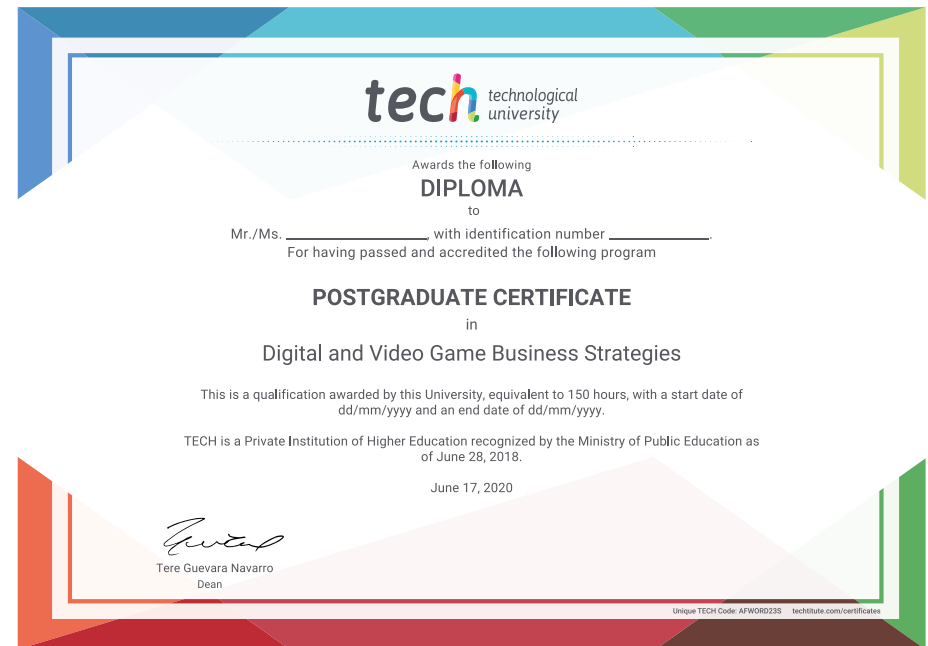 tech technological
university
Awards the following
DIPLOMA
to
Mr./Ms. ____________________, with identification number ______________.
For having passed and accredited the following program
POSTGRADUATE CERTIFICATE
in
Digital and Video Game Business Strategies
This is a qualification awarded by this University, equivalent to 150 hours, with a start date of
dd/mm/yyyy and an end date of dd/mm/yyyy.
TECH is a Private Institution of Higher Education recognized by the Ministry of Public Education as
of June 28, 2018.
June 17, 2020
Tere Guevara Navarro
Dean
Unique TECH Code: AFWORD23S techtitute.com/certificates